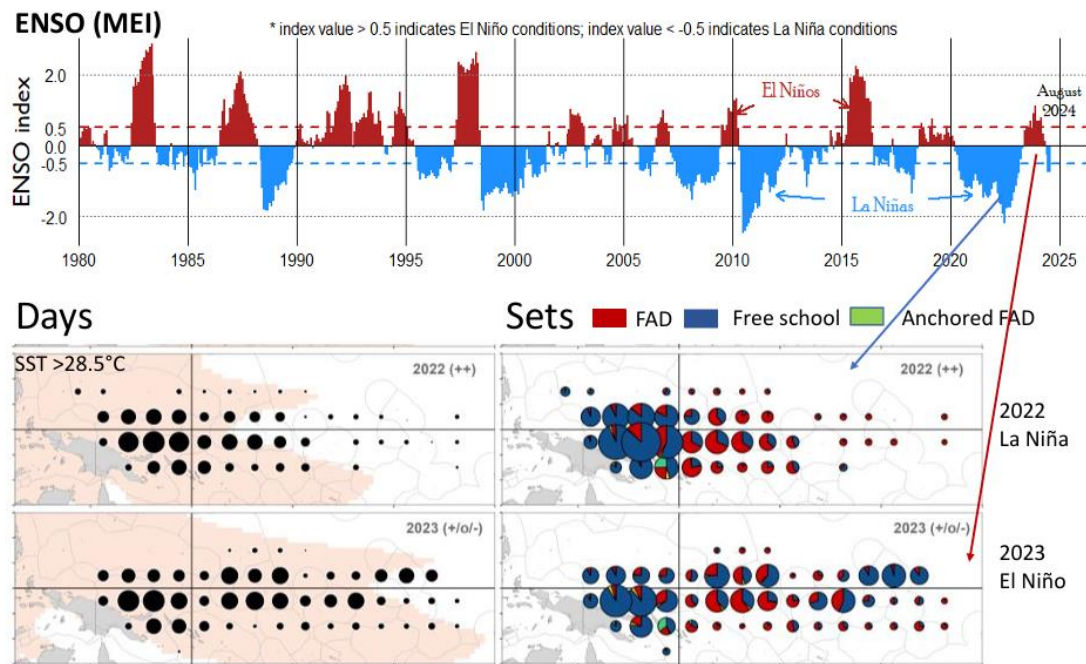 ENSO (MEI)
* index value > 0.5 indicates El Niño conditions; index value < -0.5 indicates La Niña conditions
ENSO index
2.0
0.5
0.0
-0.5
-2.0
El Niños
August
2024
La Niñas
1980 1985 1990 1995 2000 2005 2010 2015 2020 2025
Days
Sets FAD Free school Anchored FAD
SST >28.5°C
2022 (++)
2022 (++)
2022
La Niña
2023 (+/o/-)
2023 (+/o/-)
2023
El Niño